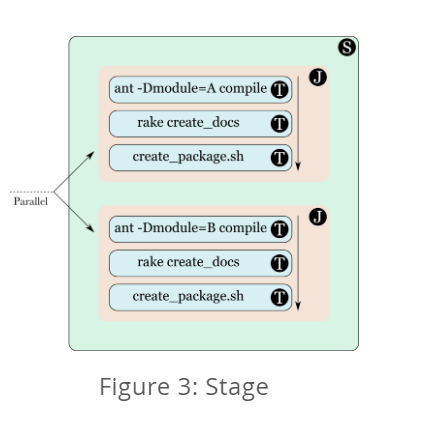 S
J
ant -Dmodule=A compile T
rake create_docs T
create_package.sh T
Parallel
J
ant -Dmodule=B compile T
rake create_docs T
create_package.sh T
Figure 3: Stage